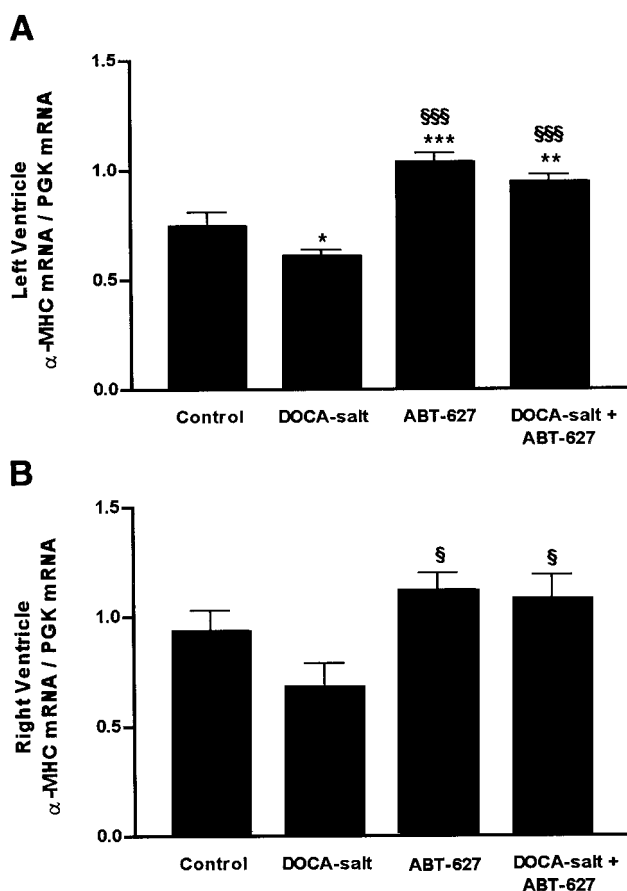 A
Left Ventricle
α-MHC mRNA / PGK mRNA
1.5
1.0
0.5
0.0
*
§§§
***
§§§
**
Control
DOCA-salt
ABT-627
DOCA-salt +
ABT-627
B
Right Ventricle
α-MHC mRNA / PGK mRNA
1.5
1.0
0.5
0.0
§
§
Control
DOCA-salt
ABT-627
DOCA-salt +
ABT-627